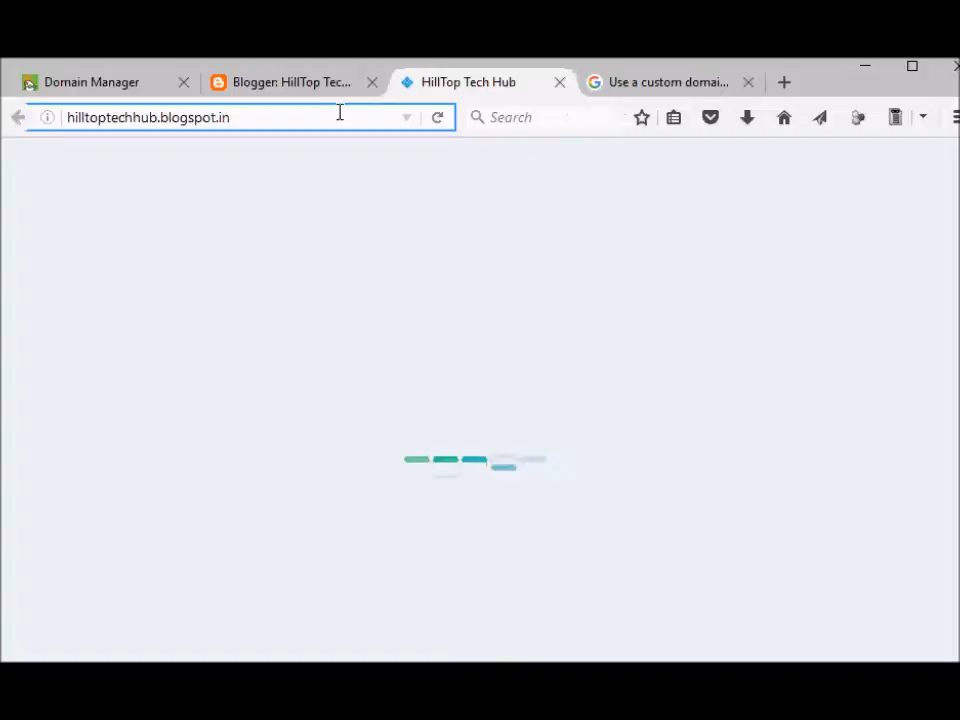 Domain Manager
Blogger: HillTop Tec...
HillTop Tech Hub
Use a custom domai...
hilltoptechhub.blogspot.in
Search